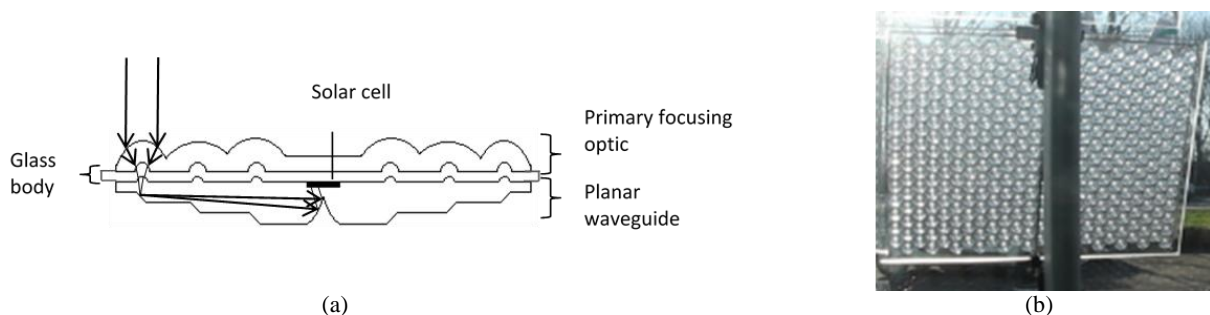 Solar cell
Primary focusing
optic
Glass
body
Planar
waveguide
(a)
(b)